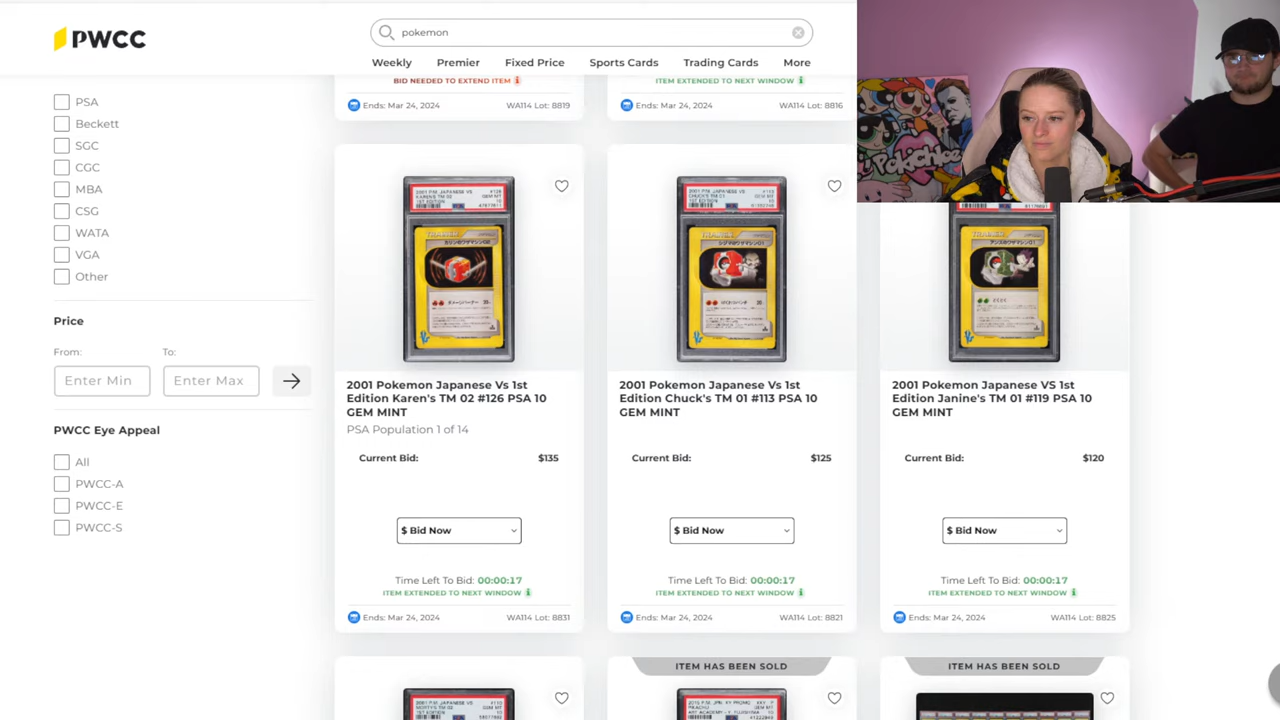 PWCC
pokemon
Weekly Premier Fixed Price Sports Cards Trading Cards More
PSA
Beckett
SGC
CGC
MBA
CSG
WATA
VGA
Other
Price
From: To:
Enter Min Enter Max
PWCC Eye Appeal
All
PWCC-A
PWCC-E
PWCC-S
BID NEEDED TO EXTEND ITEM
Ends: Mar 24, 2024 WA114 Lot: 8819
ITEM EXTENDED TO NEXT WINDOW
Ends: Mar 24, 2024 WA114 Lot: 8816
2001 Pokemon Japanese Vs 1st
Edition Karen's TM 02 #126 PSA 10
GEM MINT
PSA Population 1 of 14
Current Bid: $135
$ Bid Now
Time Left To Bid: 00:00:17
ITEM EXTENDED TO NEXT WINDOW
Ends: Mar 24, 2024 WA114 Lot: 8831
2001 Pokemon Japanese Vs 1st
Edition Chuck's TM 01 #113 PSA 10
GEM MINT
Current Bid: $125
$ Bid Now
Time Left To Bid: 00:00:17
ITEM EXTENDED TO NEXT WINDOW
Ends: Mar 24, 2024 WA114 Lot: 8821
2001 Pokemon Japanese VS 1st
Edition Janine's TM 01 #119 PSA 10
GEM MINT
Current Bid: $120
$ Bid Now
Time Left To Bid: 00:00:17
ITEM EXTENDED TO NEXT WINDOW
Ends: Mar 24, 2024 WA114 Lot: 8825
ITEM HAS BEEN SOLD
ITEM HAS BEEN SOLD